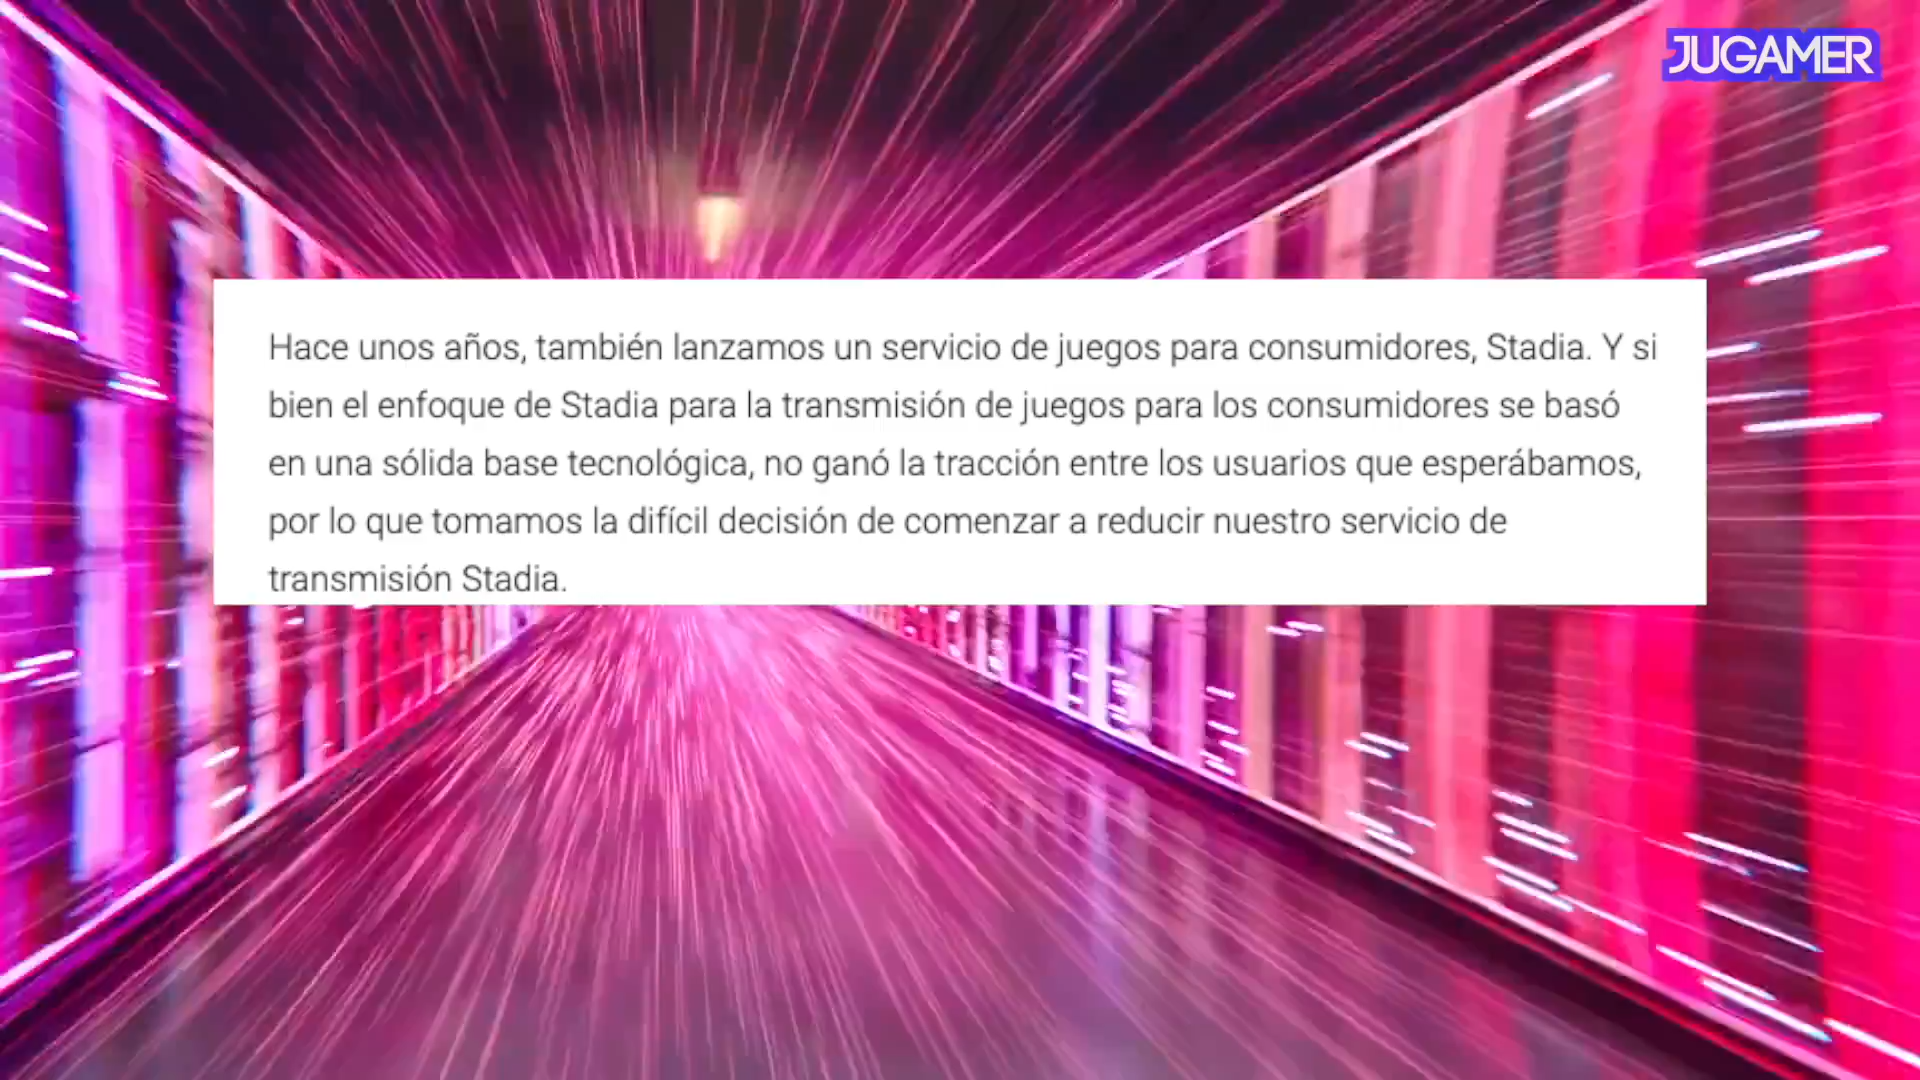 JUGAMER
Hace unos años, también lanzamos un servicio de juegos para consumidores, Stadia. Y si
bien el enfoque de Stadia para la transmisión de juegos para los consumidores se basó
en una sólida base tecnológica, no ganó la tracción entre los usuarios que esperábamos,
por lo que tomamos la difícil decisión de comenzar a reducir nuestro servicio de
transmisión Stadia.